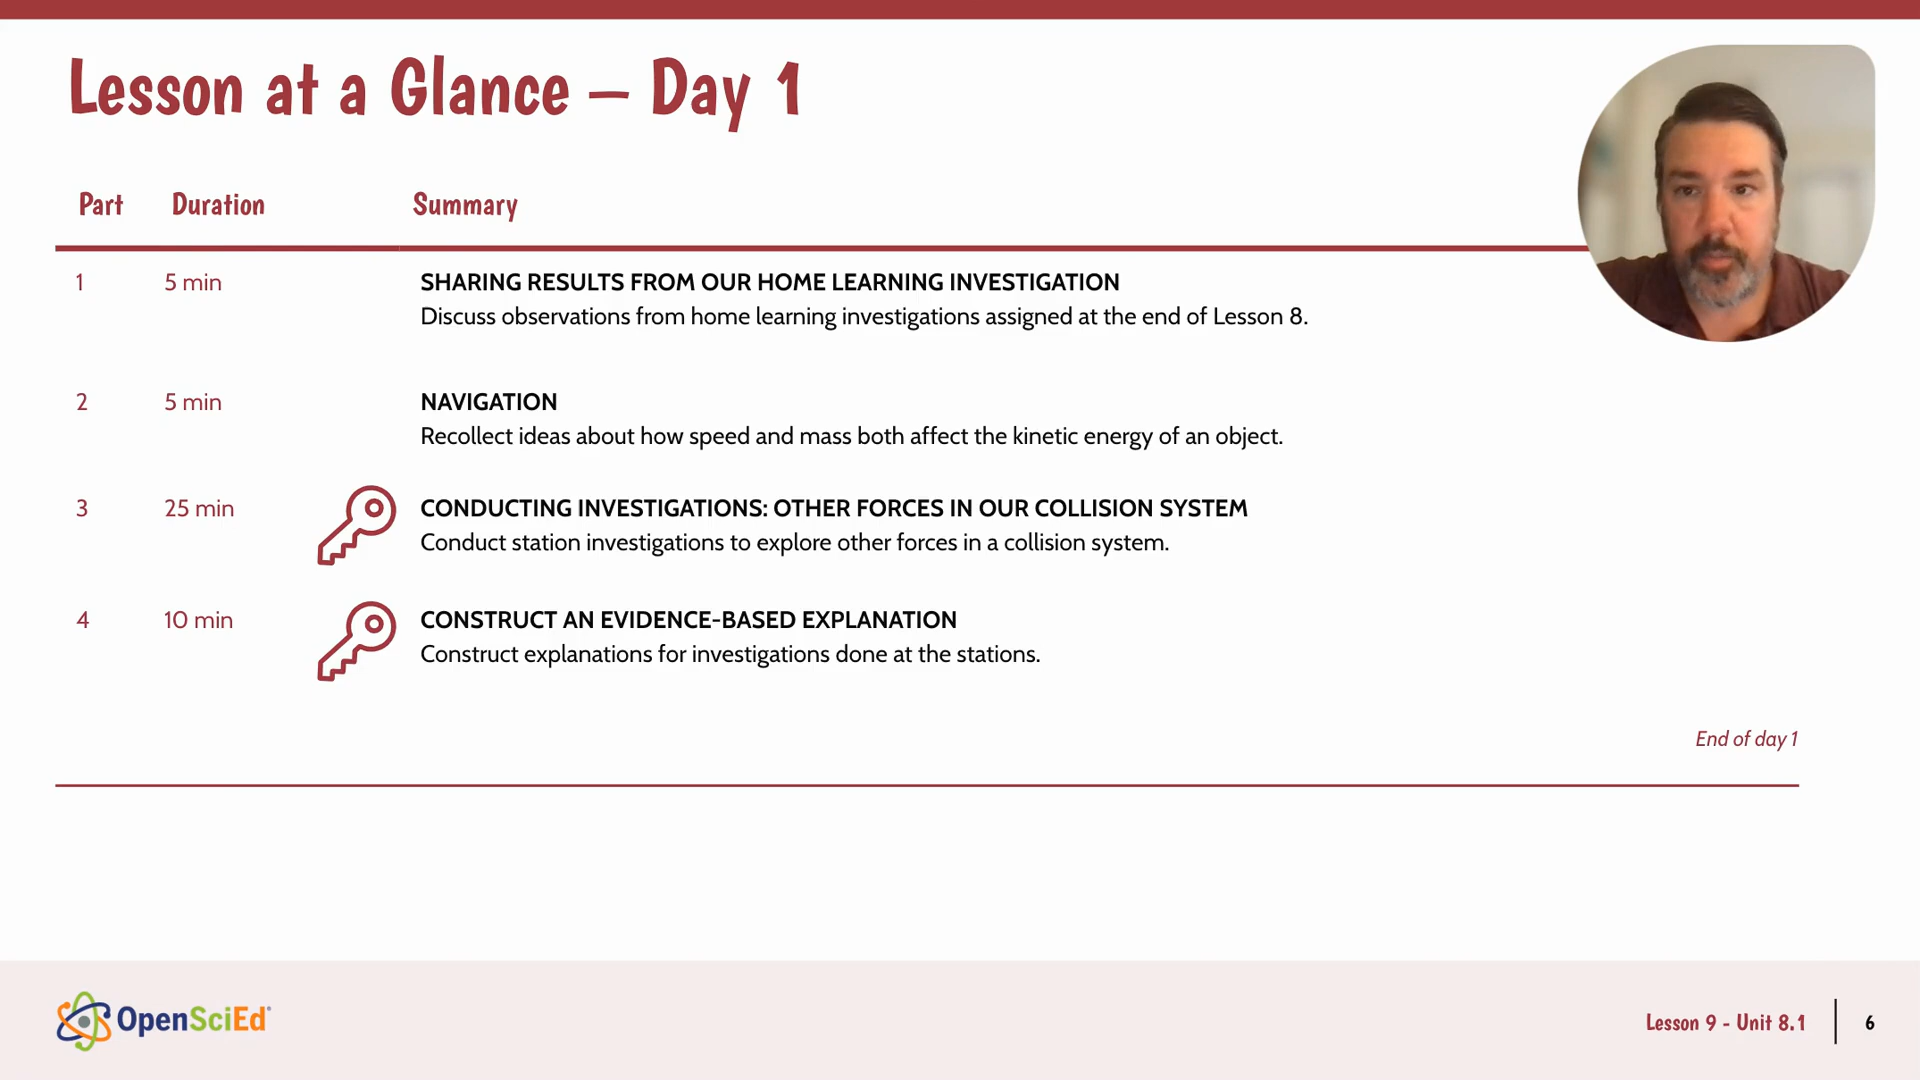 Lesson at a Glance – Day 1
Part Duration Summary
1 5 min SHARING RESULTS FROM OUR HOME LEARNING INVESTIGATION
Discuss observations from home learning investigations assigned at the end of Lesson 8.
2 5 min NAVIGATION
Recollect ideas about how speed and mass both affect the kinetic energy of an object.
3 25 min CONDUCTING INVESTIGATIONS: OTHER FORCES IN OUR COLLISION SYSTEM
Conduct station investigations to explore other forces in a collision system.
4 10 min CONSTRUCT AN EVIDENCE-BASED EXPLANATION
Construct explanations for investigations done at the stations.
End of day 1
OpenSciEd®
Lesson 9 - Unit 8.1 6